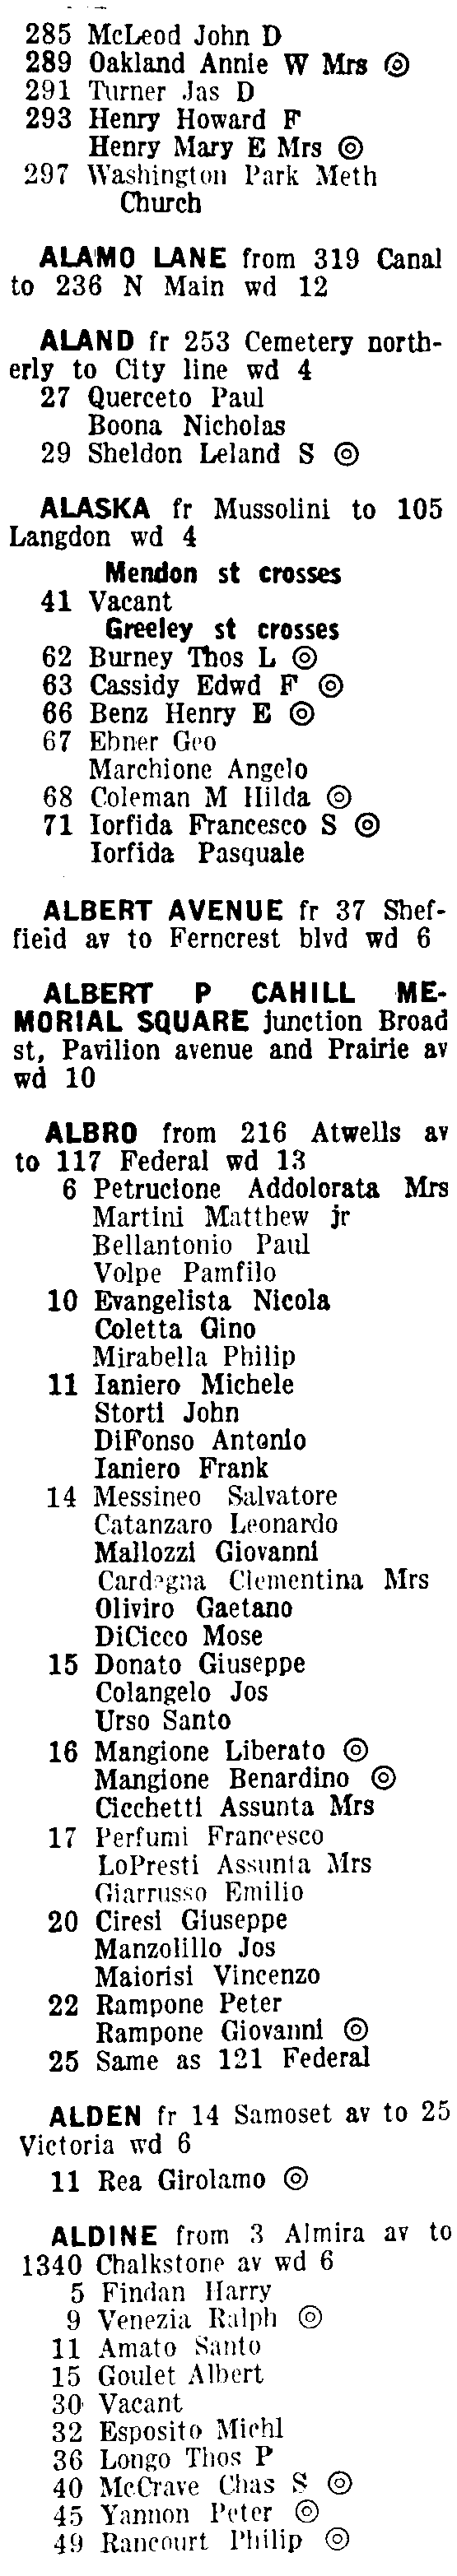 285 McLeod John D
289 Oakland Annie W Mrs ◎
291 Turner Jas D
293 Henry Howard F
Henry Mary E Mrs ◎
297 Washington Park Meth
Church
ALAMO LANE from 319 Canal
to 236 N Main wd 12
ALAND fr 253 Cemetery north-
erly to City line wd 4
27 Querceto Paul
Boona Nicholas
29 Sheldon Leland S ◎
ALASKA fr Mussolini to 105
Langdon wd 4
Mendon st crosses
41 Vacant
Greeley st crosses
62 Burney Thos L ◎
63 Cassidy Edwd F ◎
66 Benz Henry E ◎
67 Ebner Geo
Marchione Angelo
68 Coleman M Hilda ◎
71 Iorfida Francesco S ◎
Iorfida Pasquale
ALBERT AVENUE fr 37 Shef-
field av to Ferncrest blvd wd 6
ALBERT P CAHILL ME-
MORIAL SQUARE junction Broad
st, Pavilion avenue and Prairie av
wd 10
ALBRO from 216 Atwells av
to 117 Federal wd 13
6 Petrucione Addolorata Mrs
Martini Matthew jr
Bellantonio Paul
Volpe Pamfilo
10 Evangelista Nicola
Coletta Gino
Mirabella Philip
11 Ianiero Michele
Storti John
DiFonso Antonio
Ianiero Frank
14 Messineo Salvatore
Catanzaro Leonardo
Mallozzi Giovanni
Cardegna Clementina Mrs
Oliviro Gaetano
DiCicco Mose
15 Donato Giuseppe
Colangelo Jos
Urso Santo
16 Mangione Liberato ◎
Mangione Benardino ◎
Cicchetti Assunta Mrs
17 Perfumi Francesco
LoPresti Assunta Mrs
Giarrusso Emilio
20 Ciresi Giuseppe
Manzolillo Jos
Maiorisi Vincenzo
22 Rampone Peter
Rampone Giovanni ◎
25 Same as 121 Federal
ALDEN fr 14 Samoset av to 25
Victoria wd 6
11 Rea Girolamo ◎
ALDINE from 3 Almira av to
1340 Chalkstone av wd 6
5 Findan Harry
9 Venezia Ralph ◎
11 Amato Santo
15 Goulet Albert
30 Vacant
32 Esposito Michl
36 Longo Thos P
40 McCrave Chas S ◎
45 Yannon Peter ◎
49 Rancourt Philip ◎